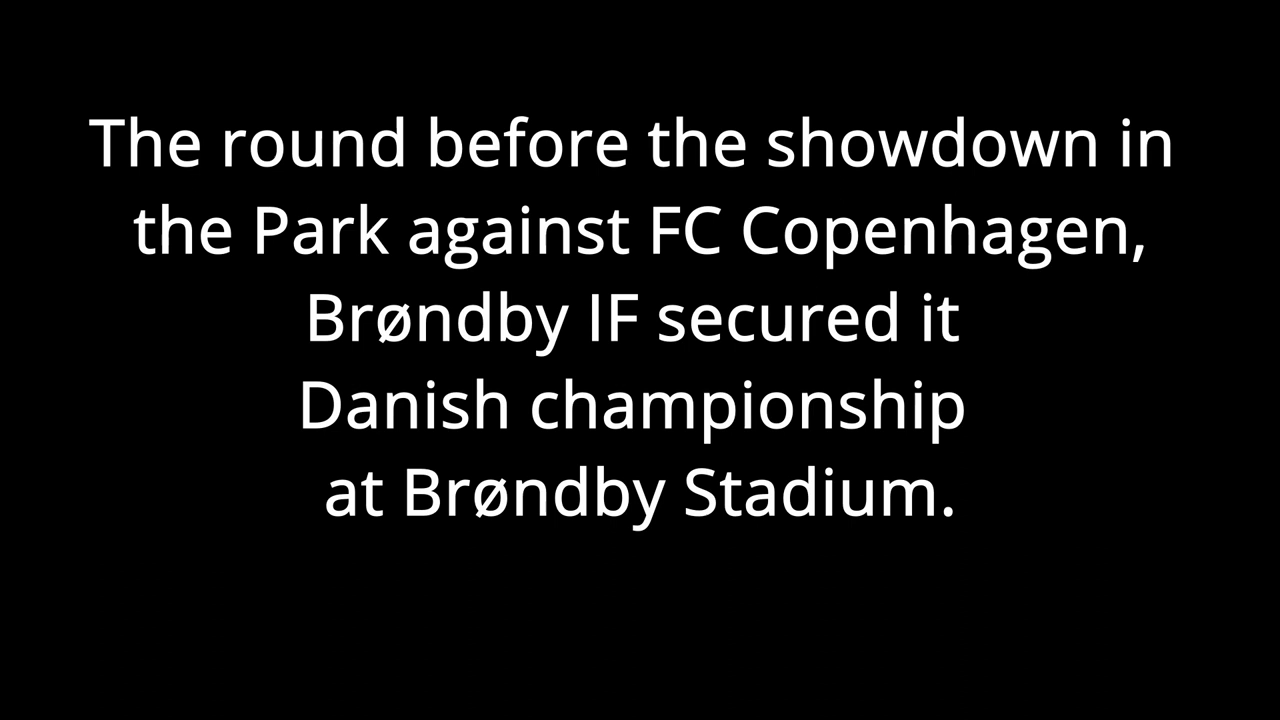 The round before the showdown in
the Park against FC Copenhagen,
Brøndby IF secured it
Danish championship
at Brøndby Stadium.